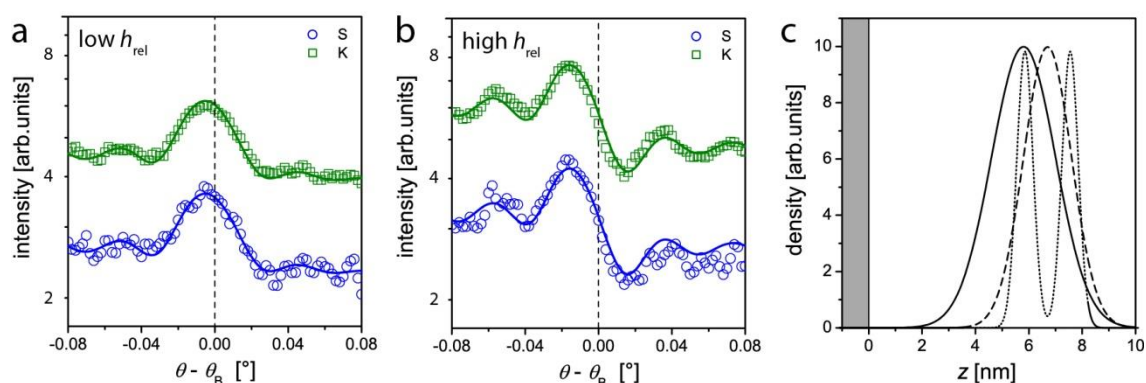 a
low h_rel
S
K
8
4
2
intensity [arb.units]
-0.08
-0.04
0.00
0.04
0.08
θ - θ_B [°]
b
high h_rel
S
K
8
4
2
intensity [arb.units]
-0.08
-0.04
0.00
0.04
0.08
θ - θ_B [°]
c
10
8
6
4
2
0
density [arb.units]
0
2
4
6
8
10
z [nm]